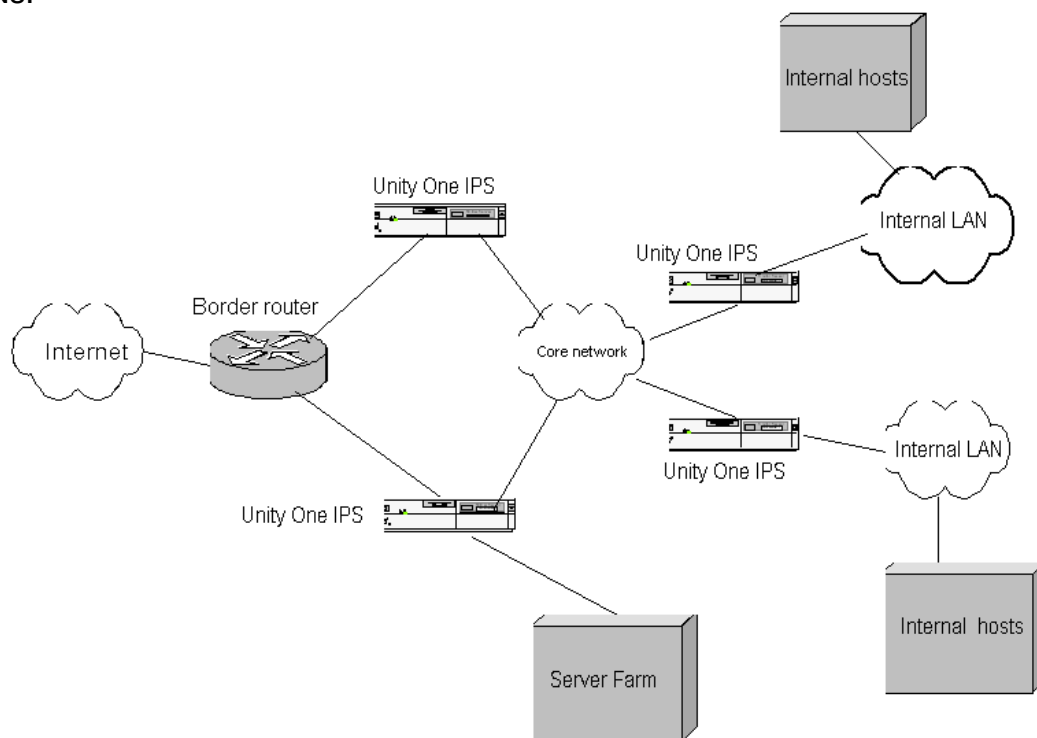 Internal hosts
Unity One IPS
Internal LAN
Unity One IPS
Border router
Internet
Core network
Internal LAN
Unity One IPS
Unity One IPS
Internal hosts
Server Farm